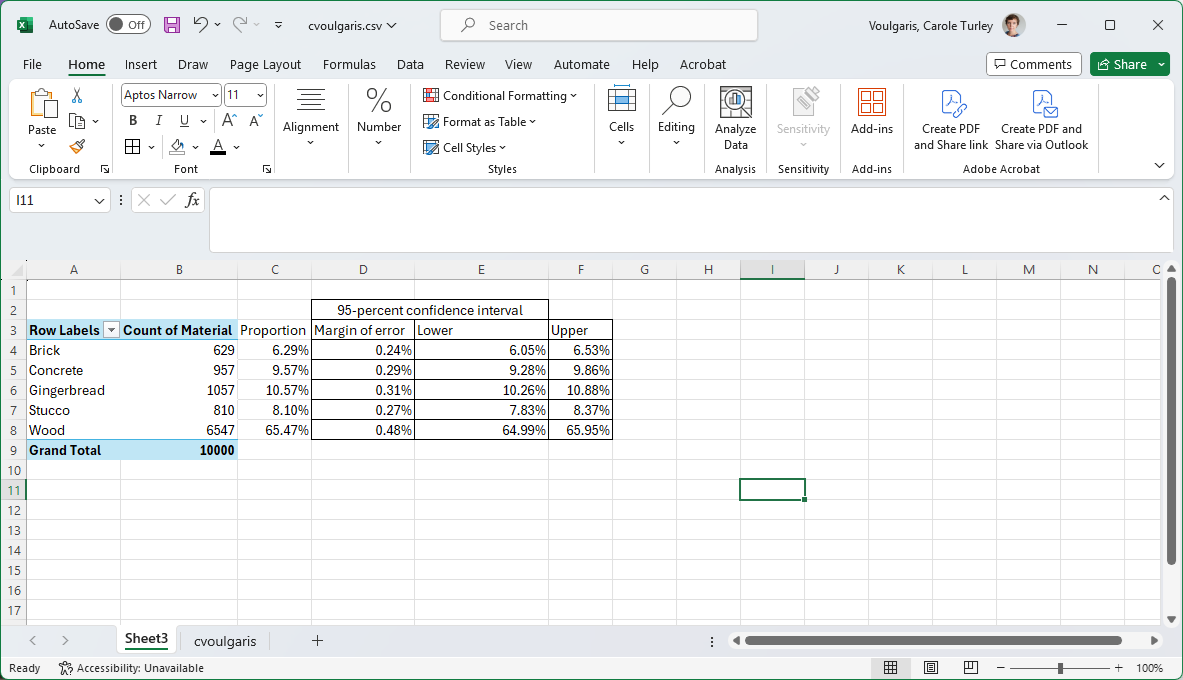 AutoSave Off cvoulgaris.csv Search Voulgaris, Carole Turley
File Home Insert Draw Page Layout Formulas Data Review View Automate Help Acrobat Comments Share
Paste
Clipboard
Aptos Narrow 11
B I U A A
A
Font
Alignment
Number
Conditional Formatting
Format as Table
Cell Styles
Styles
Cells
Editing
Analyze
Data
Analysis
Sensitivity
Sensitivity
Add-ins
Add-ins
Create PDF
and Share link
Create PDF and
Share via Outlook
Adobe Acrobat
I11 fx
A B C D E F G H I J K L M N O
1
2 95-percent confidence interval
3 Row Labels Count of Material Proportion Margin of error Lower Upper
4 Brick 629 6.29% 0.24% 6.05% 6.53%
5 Concrete 957 9.57% 0.29% 9.28% 9.86%
6 Gingerbread 1057 10.57% 0.31% 10.26% 10.88%
7 Stucco 810 8.10% 0.27% 7.83% 8.37%
8 Wood 6547 65.47% 0.48% 64.99% 65.95%
9 Grand Total 10000
10
11
12
13
14
15
16
17
Sheet3 cvoulgaris
Ready Accessibility: Unavailable 100%